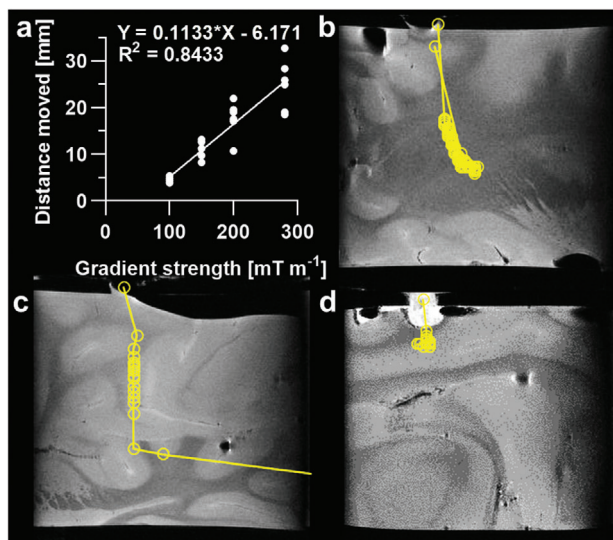 a
Y = 0.1133*X - 6.171
R² = 0.8433
Distance moved [mm]
30
20
10
0
0 100 200 300
Gradient strength [mT m⁻¹]
b
c
d